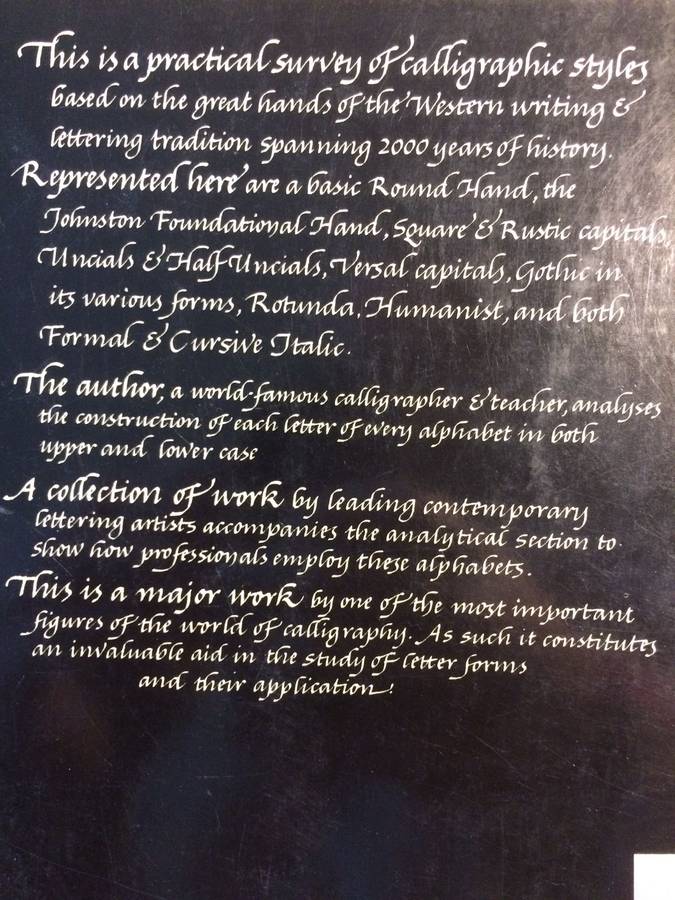 This is a practical survey of calligraphic styles
based on the great hands of the Western writing &
lettering tradition spanning 2000 years of history.
Represented here are a basic Round Hand, the
Johnston Foundational Hand, Square & Rustic capitals,
Uncials & Half-Uncials, Versal capitals, Gothic in
its various forms, Rotunda, Humanist, and both
Formal & Cursive Italic.
The author, a world-famous calligrapher & teacher, analyses
the construction of each letter of every alphabet in both
upper and lower case
A collection of work by leading contemporary
lettering artists accompanies the analytical section to
show how professionals employ these alphabets.
This is a major work by one of the most important
figures of the world of calligraphy. As such it constitutes
an invaluable aid in the study of letter forms
and their application!